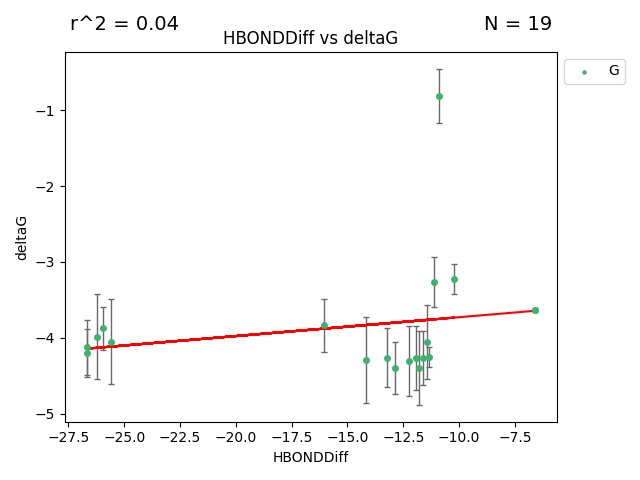 r^2 = 0.04
N = 19
HBONDDiff vs deltaG
G
−1
−2
−3
−4
−5
deltaG
−27.5 −25.0 −22.5 −20.0 −17.5 −15.0 −12.5 −10.0 −7.5
HBONDDiff